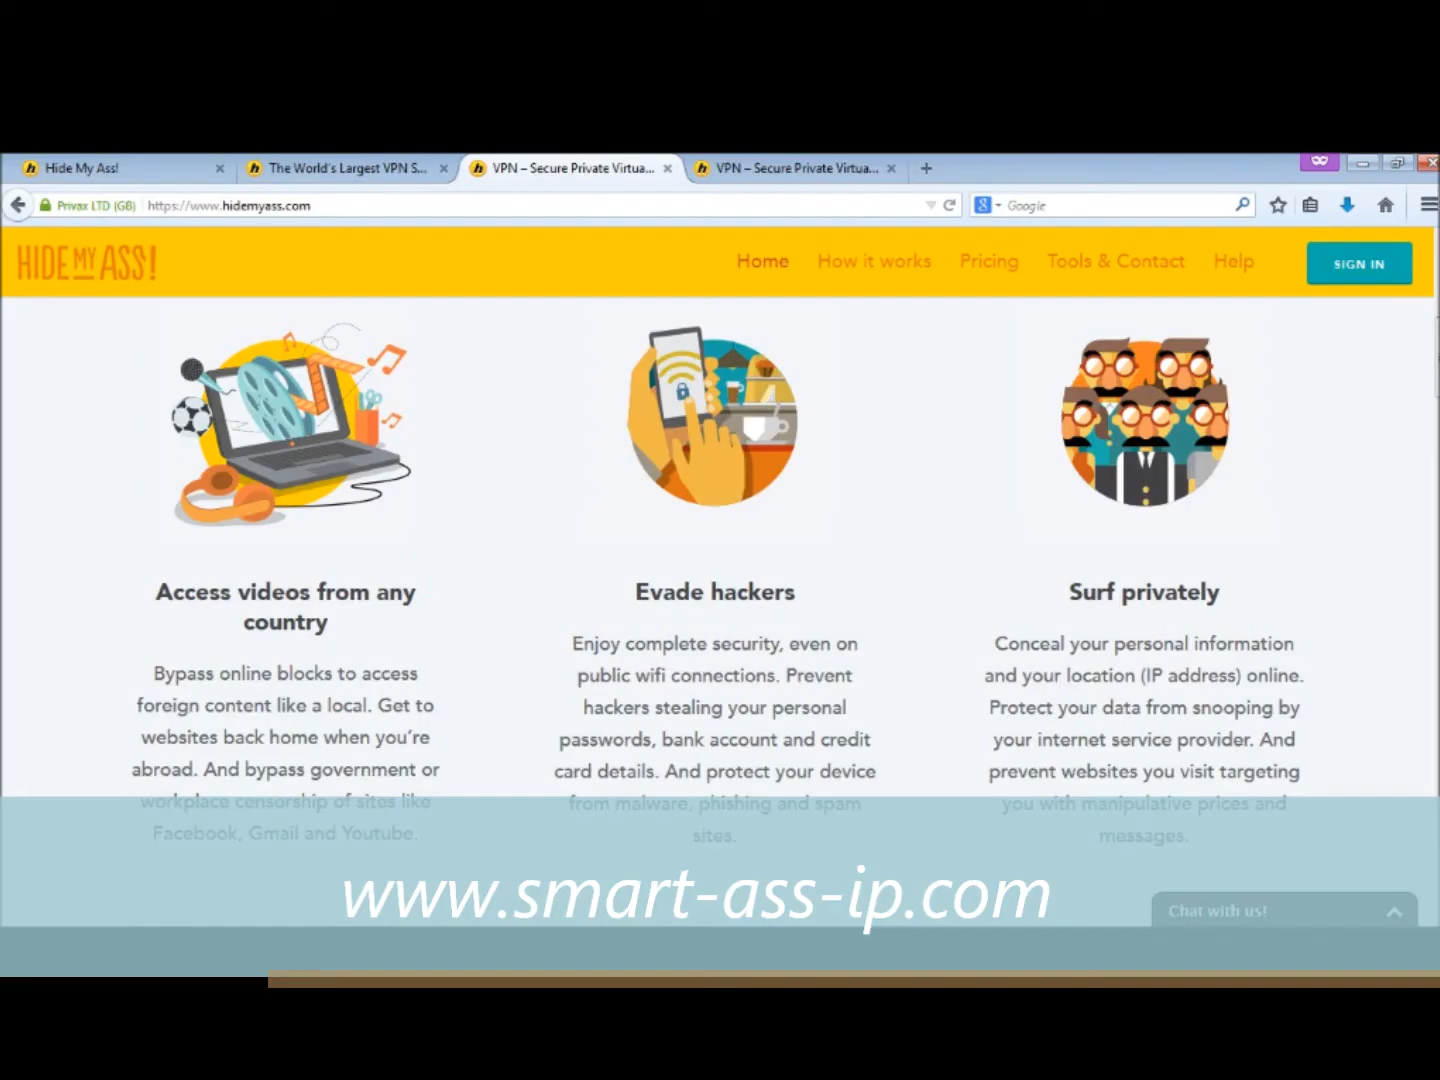 Hide My Ass!
The World's Largest VPN S...
VPN – Secure Private Virtua...
VPN – Secure Private Virtua...
Privax LTD (GB)
https://www.hidemyass.com
Google
HIDE MY ASS!
Home
How it works
Pricing
Tools & Contact
Help
SIGN IN
Access videos from any
country
Bypass online blocks to access
foreign content like a local. Get to
websites back home when you’re
abroad. And bypass government or
workplace censorship of sites like
Facebook, Gmail and Youtube.
Evade hackers
Enjoy complete security, even on
public wifi connections. Prevent
hackers stealing your personal
passwords, bank account and credit
card details. And protect your device
from malware, phishing and spam
sites.
Surf privately
Conceal your personal information
and your location (IP address) online.
Protect your data from snooping by
your internet service provider. And
prevent websites you visit targeting
you with manipulative prices and
messages.
www.smart-ass-ip.com
Chat with us!